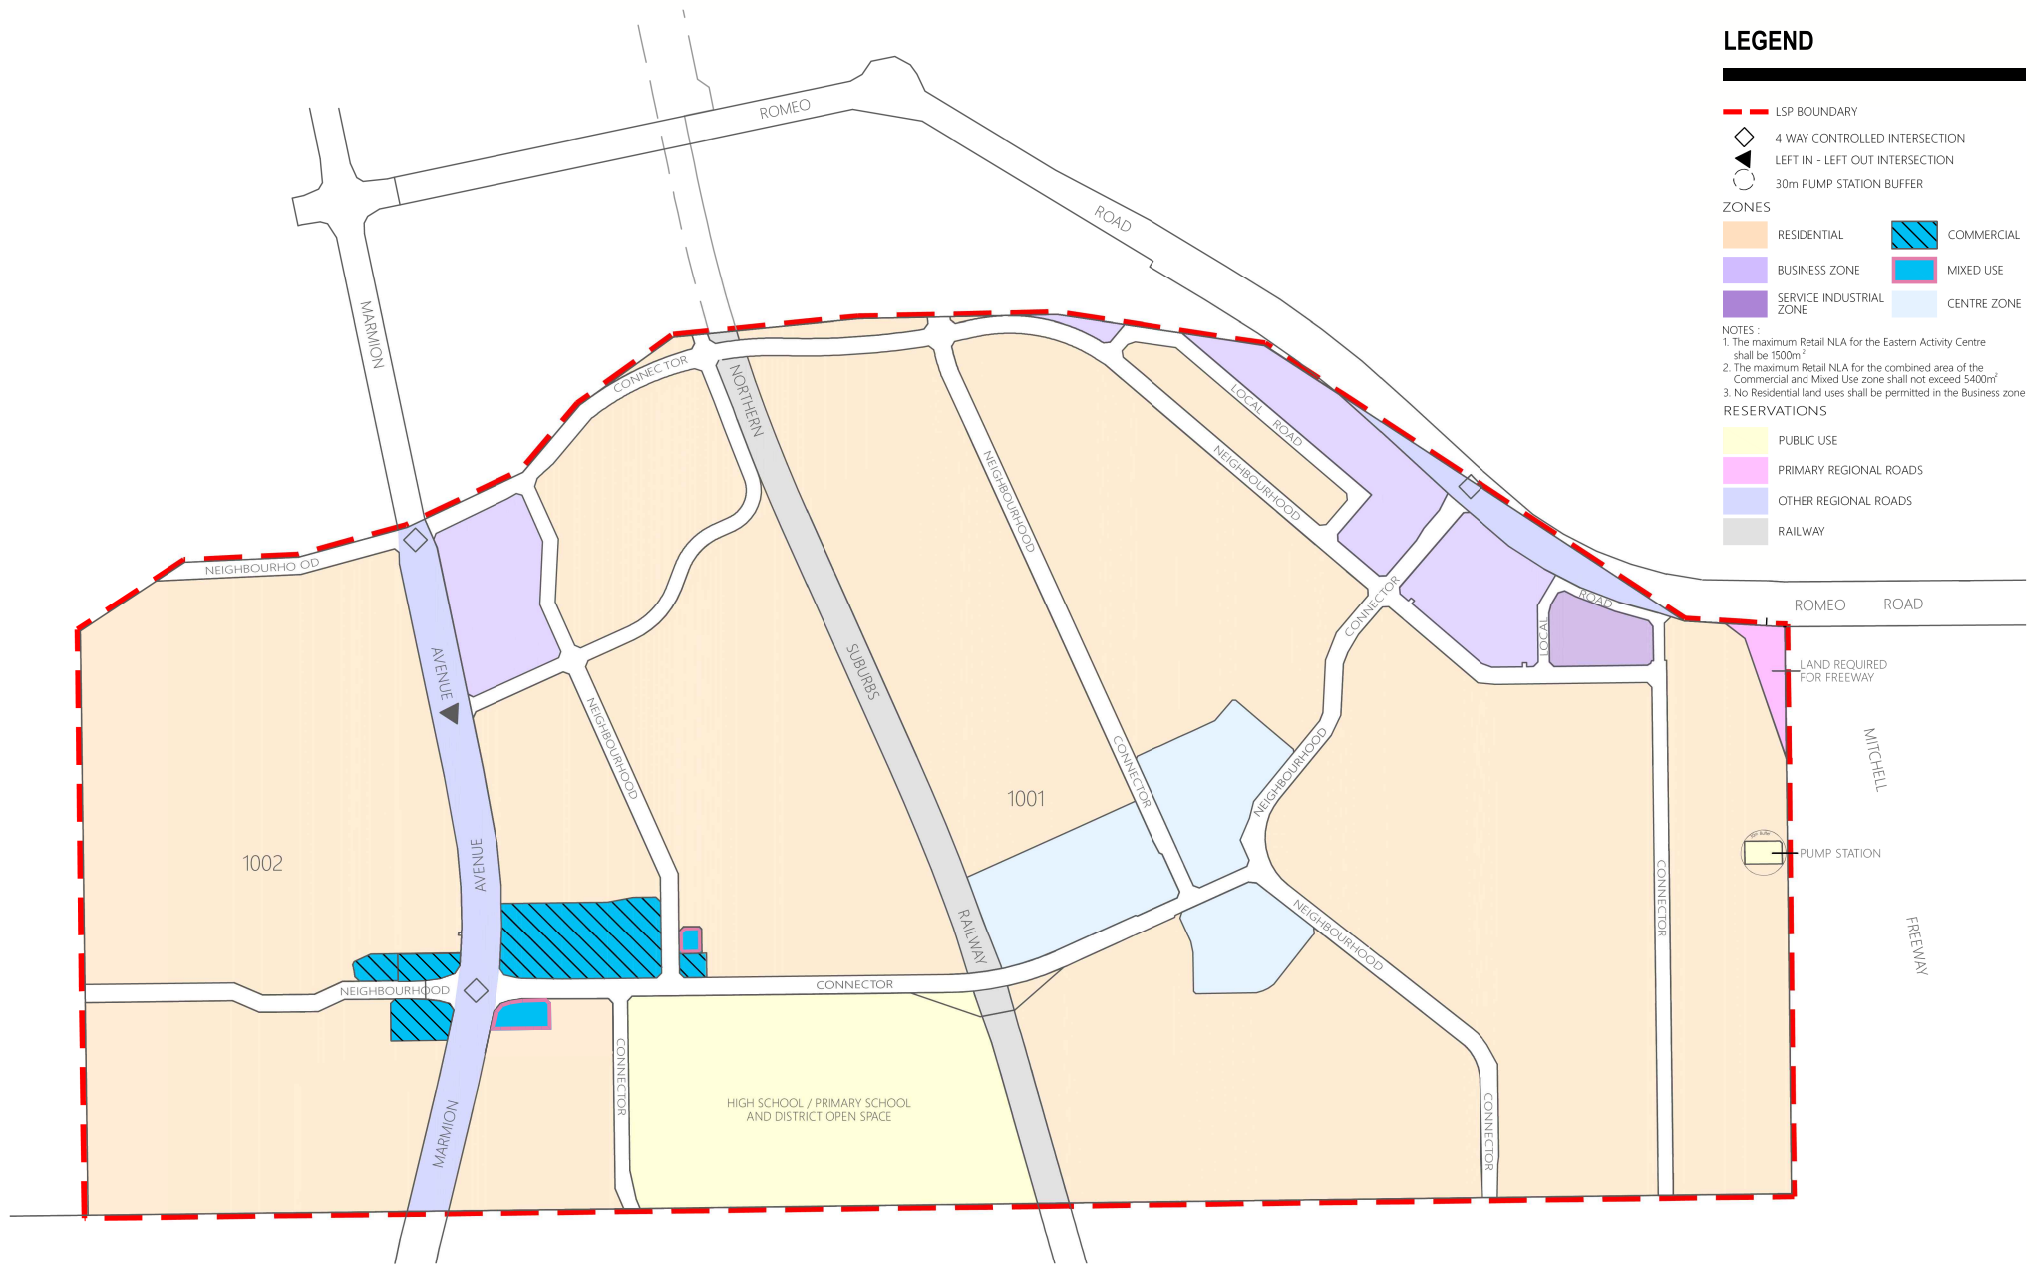 LEGEND
LSP BOUNDARY
4 WAY CONTROLLED INTERSECTION
LEFT IN - LEFT OUT INTERSECTION
30m PUMP STATION BUFFER
ZONES
RESIDENTIAL
COMMERCIAL
BUSINESS ZONE
MIXED USE
SERVICE INDUSTRIAL
ZONE
CENTRE ZONE
NOTES :
1. The maximum Retail NLA for the Eastern Activity Centre
shall be 1500m²
2. The maximum Retail NLA for the combined area of the
Commercial and Mixed Use zone shall not exceed 5400m²
3. No Residential land uses shall be permitted in the Business zone
RESERVATIONS
PUBLIC USE
PRIMARY REGIONAL ROADS
OTHER REGIONAL ROADS
RAILWAY
ROMEO
ROAD
MARMION
CONNECTOR
NORTHERN
LOCAL ROAD
NEIGHBOURHOOD
NEIGHBOURHOOD
NEIGHBOURHO OD
CONNECTOR
ROAD
LOCAL
ROMEO ROAD
LAND REQUIRED
FOR FREEWAY
AVENUE
SUBURBS
NEIGHBOURHOOD
CONNECTOR
NEIGHBOURHOOD
MITCHELL
1001
1002
AVENUE
PUMP STATION
CONNECTOR
NEIGHBOURHOOD
RAILWAY
FREEWAY
NEIGHBOURHOOD
CONNECTOR
CONNECTOR
HIGH SCHOOL / PRIMARY SCHOOL
AND DISTRICT OPEN SPACE
MARMION
CONNECTOR